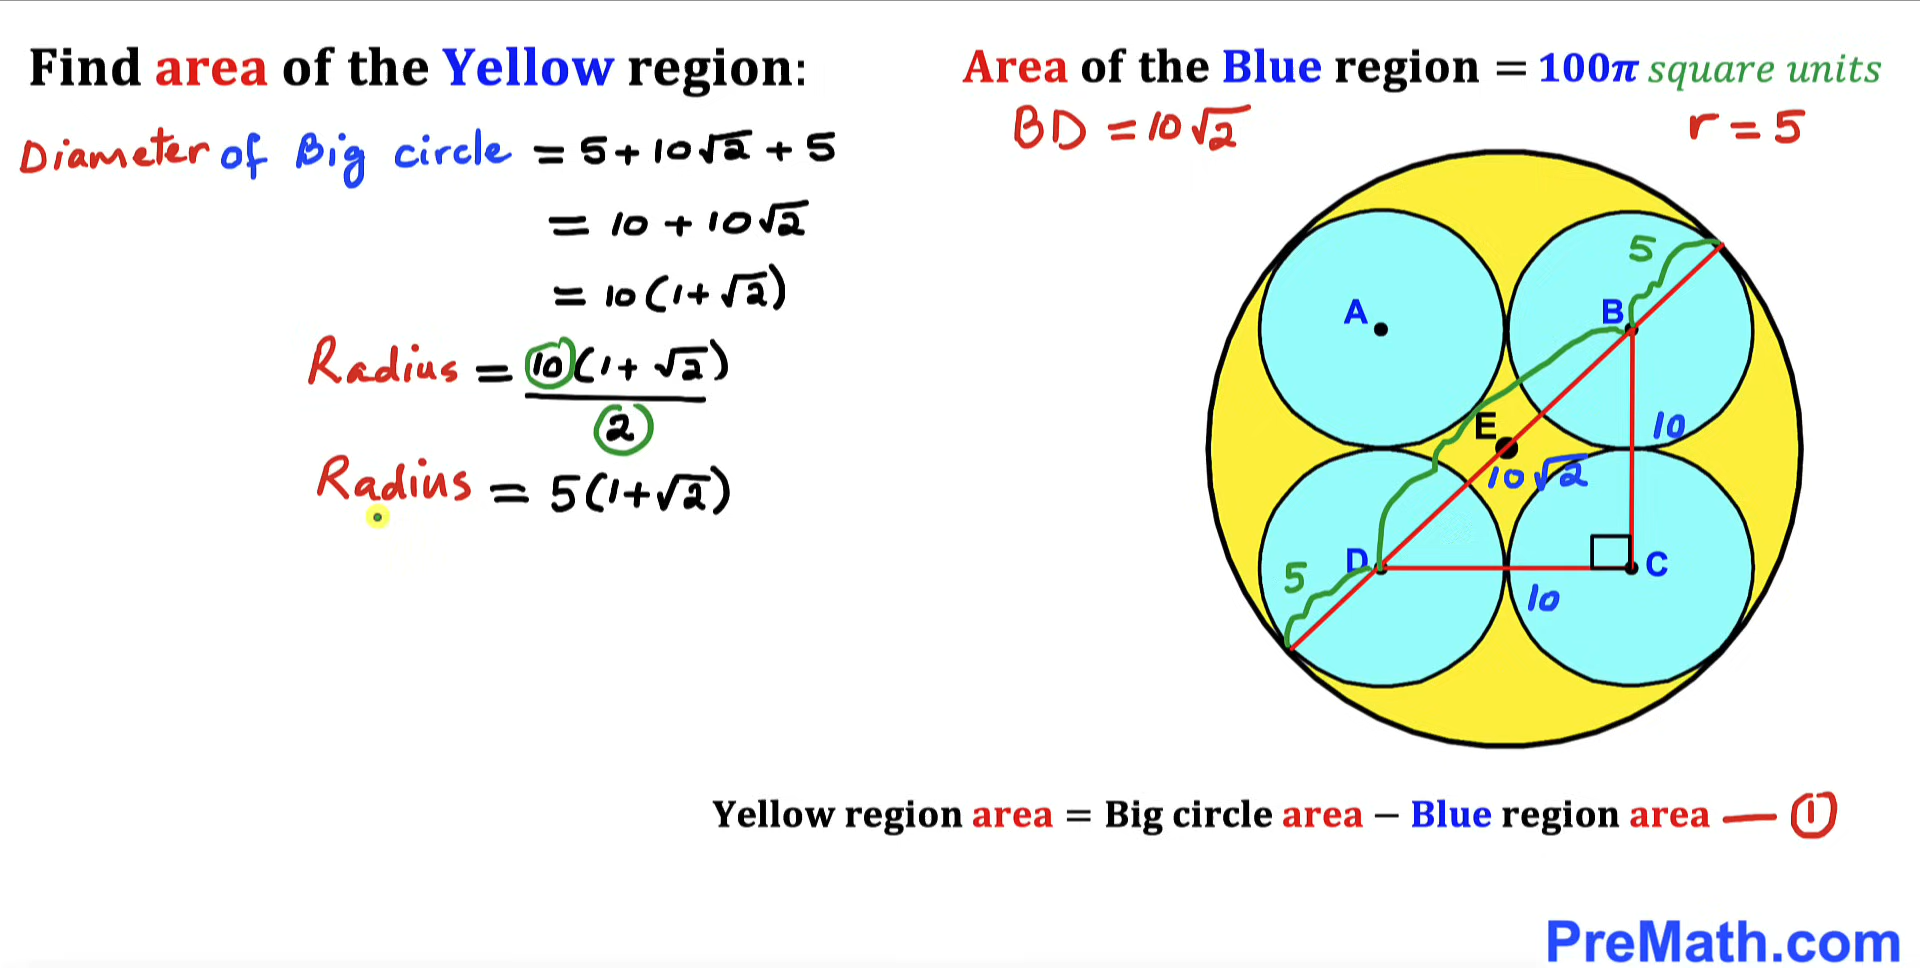 Find area of the Yellow region:
Area of the Blue region = 100π square units
BD = 10√2
r = 5
Diameter of Big circle = 5 + 10√2 + 5
= 10 + 10√2
= 10(1+√2)
Radius = 10(1+√2)
2
Radius = 5(1+√2)
5
A
B
E
10
10√2
D
C
5
10
Yellow region area = Big circle area − Blue region area — ①
PreMath.com